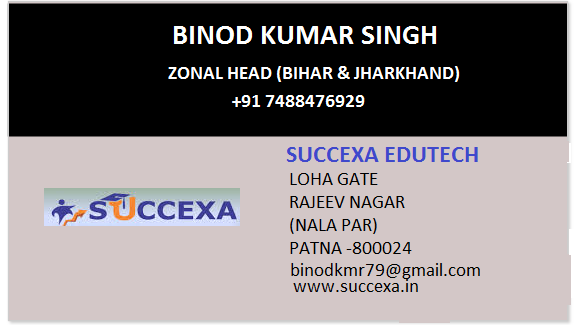 BINOD KUMAR SINGH
ZONAL HEAD (BIHAR & JHARKHAND)
+91 7488476929
SUCCEXA EDUTECH
LOHA GATE
RAJEEV NAGAR
(NALA PAR)
PATNA -800024
binodkmr79@gmail.com
www.succexa.in
SUCCEXA